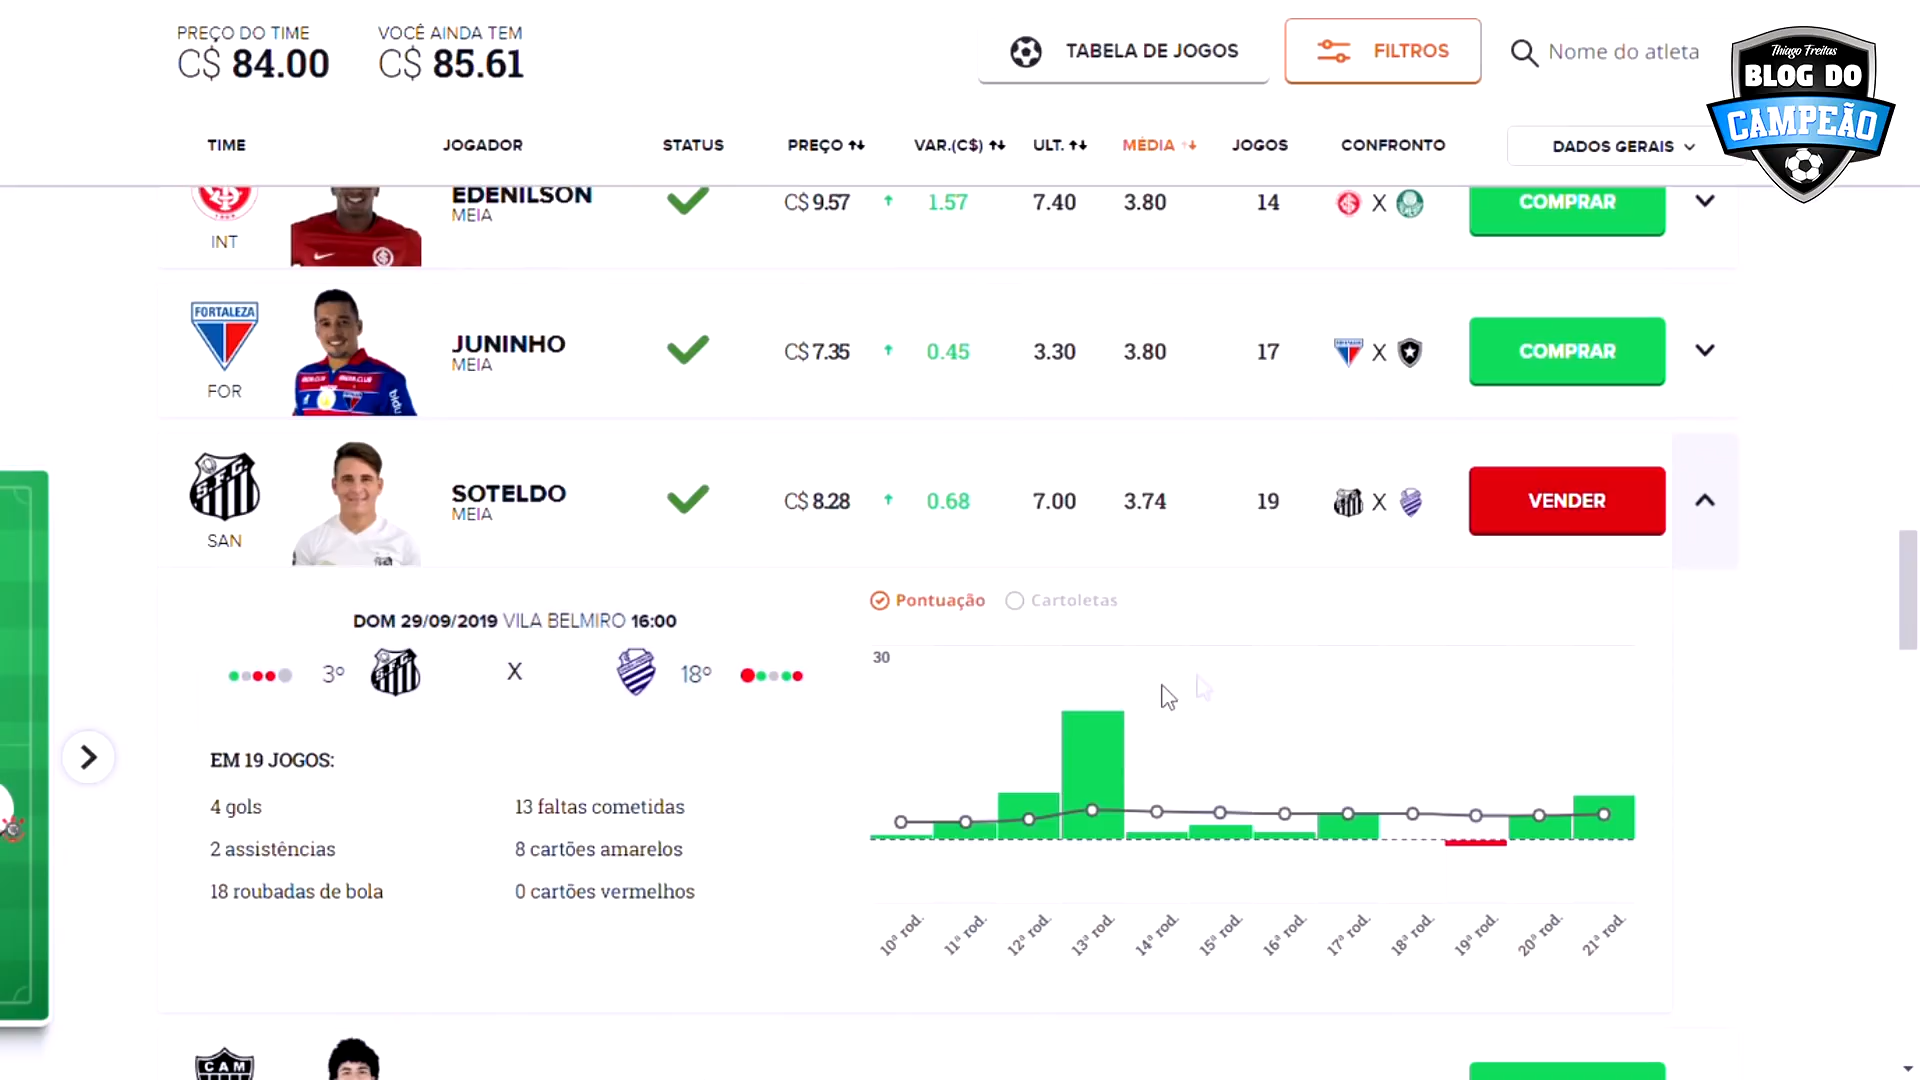 PREÇO DO TIME
C$ 84.00
VOCÊ AINDA TEM
C$ 85.61
TABELA DE JOGOS
FILTROS
Nome do atleta
Thiago Freitas
BLOG DO
CAMPEÃO
TIME
JOGADOR
STATUS
PREÇO
VAR.(C$)
ULT.
MÉDIA
JOGOS
CONFRONTO
DADOS GERAIS
INT
EDENILSON
MEIA
C$ 9.57
1.57
7.40
3.80
14
X
COMPRAR
FORTALEZA
FOR
JUNINHO
MEIA
C$ 7.35
0.45
3.30
3.80
17
X
COMPRAR
S.F.C
SAN
SOTELDO
MEIA
C$ 8.28
0.68
7.00
3.74
19
X
VENDER
DOM 29/09/2019 VILA BELMIRO 16:00
3º
X
18º
EM 19 JOGOS:
4 gols
2 assistências
18 roubadas de bola
13 faltas cometidas
8 cartões amarelos
0 cartões vermelhos
Pontuação
Cartoletas
30
10ª rod.
11ª rod.
12ª rod.
13ª rod.
14ª rod.
15ª rod.
16ª rod.
17ª rod.
18ª rod.
19ª rod.
20ª rod.
21ª rod.
CAM